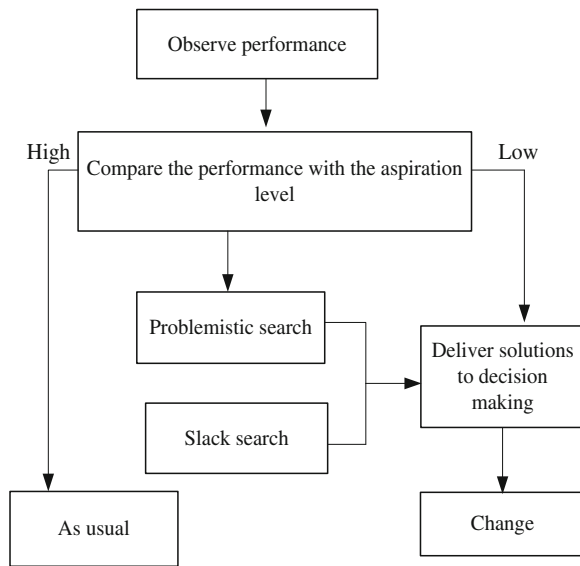 Observe performance
High
Low
Compare the performance with the aspiration
level
Problemistic search
Deliver solutions
to decision
making
Slack search
As usual
Change